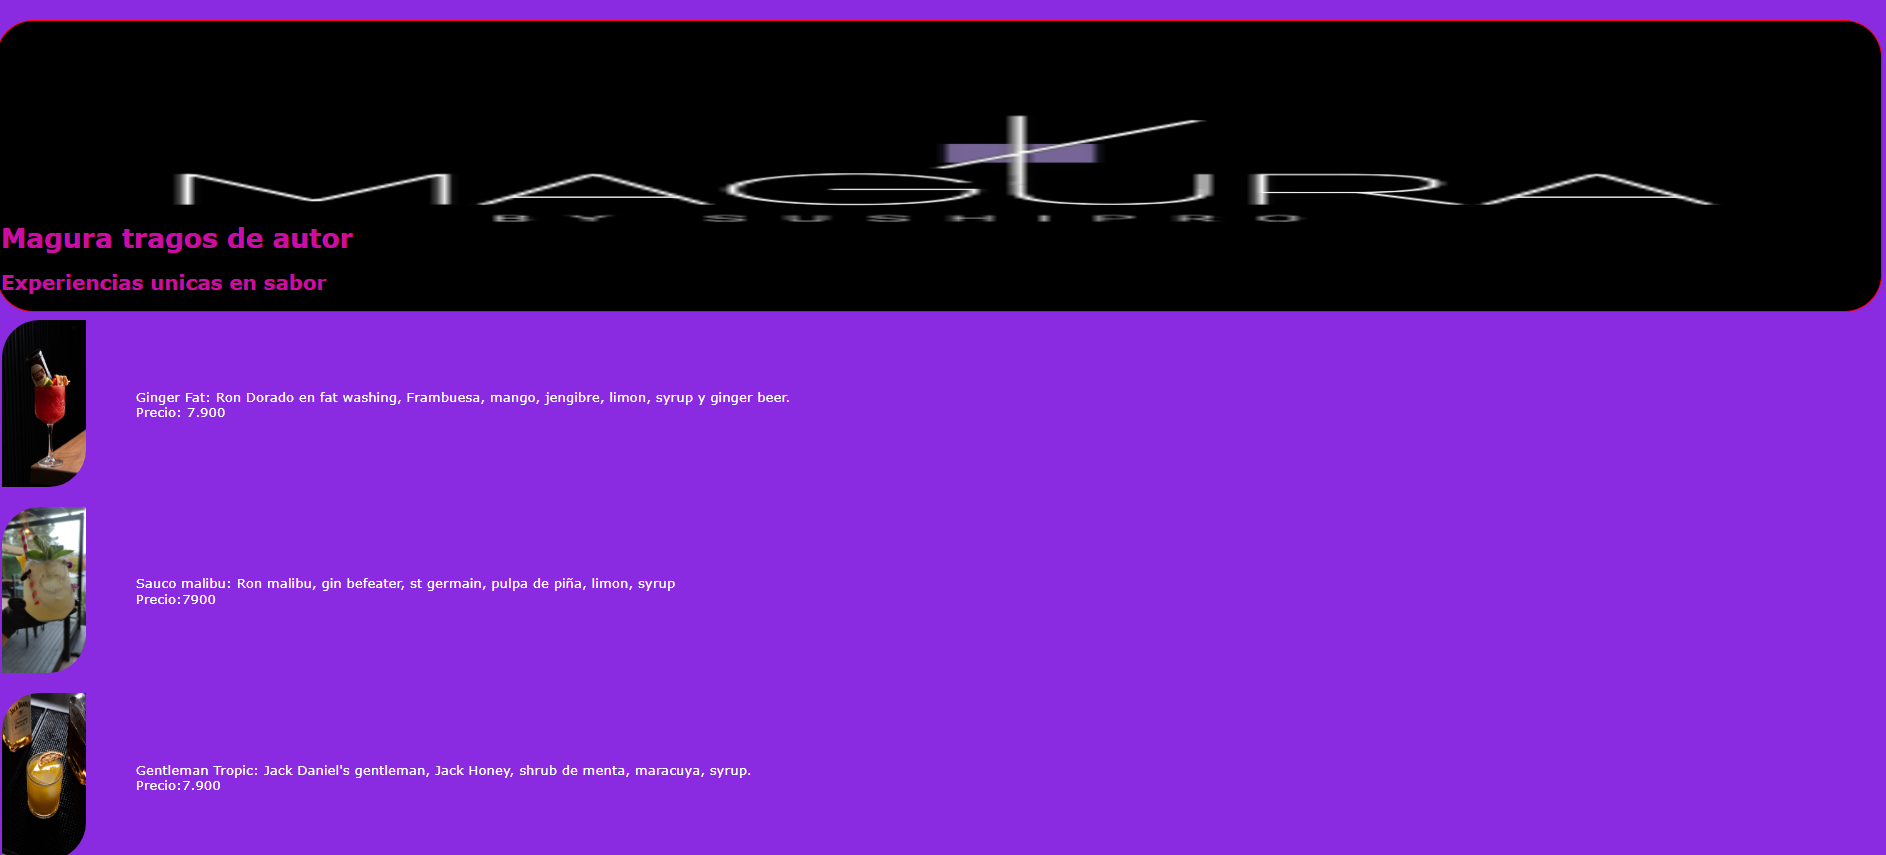 MAGURA
BY SUSHIPRO
Magura tragos de autor
Experiencias unicas en sabor
Ginger Fat: Ron Dorado en fat washing, Frambuesa, mango, jengibre, limon, syrup y ginger beer.
Precio: 7.900
Sauco malibu: Ron malibu, gin befeater, st germain, pulpa de piña, limon, syrup
Precio:7900
Gentleman Tropic: Jack Daniel's gentleman, Jack Honey, shrub de menta, maracuya, syrup.
Precio:7.900